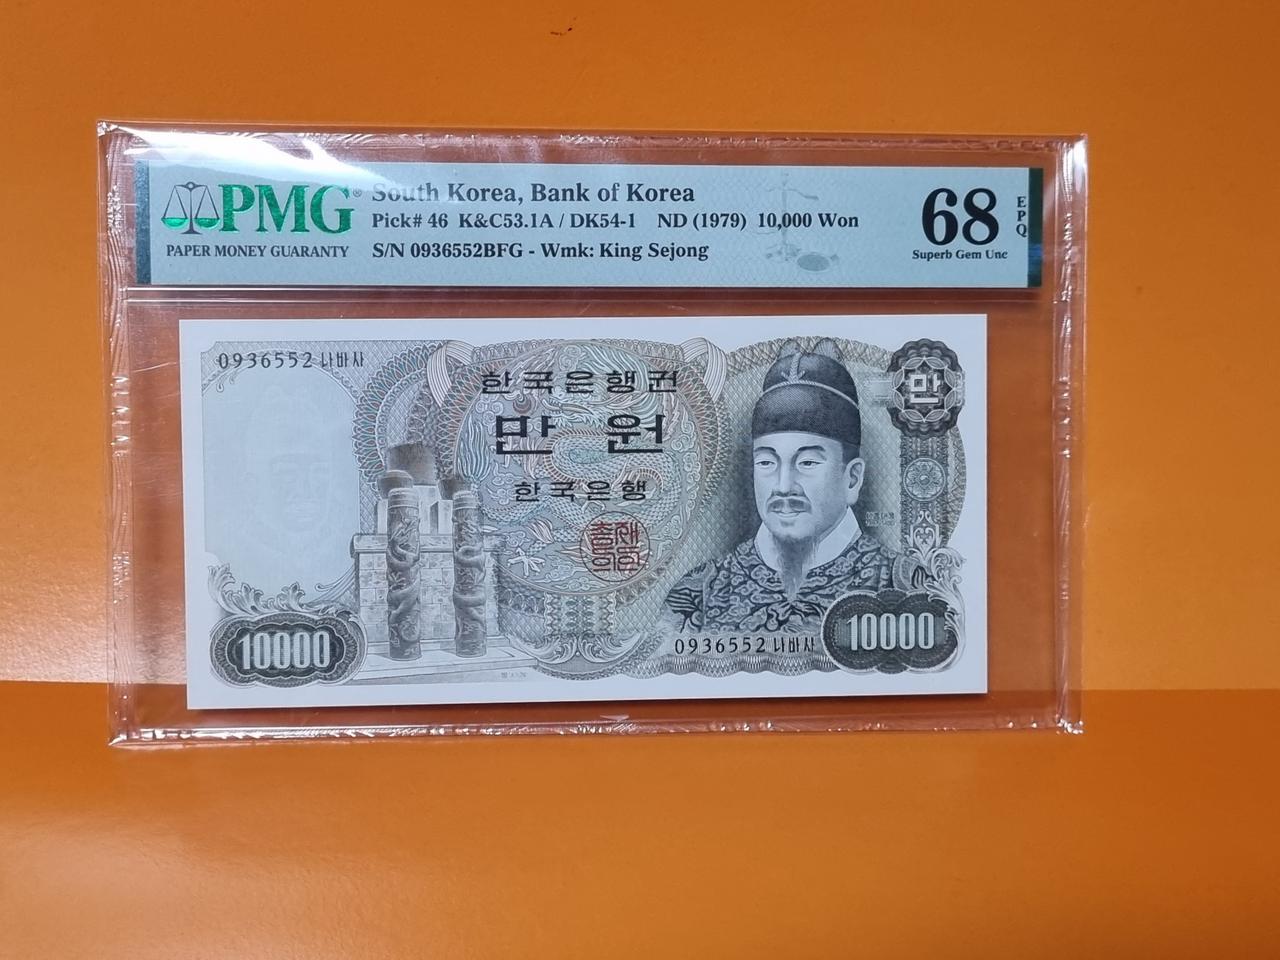 PMG®
PAPER MONEY GUARANTY
South Korea, Bank of Korea
Pick# 46 K&C53.1A / DK54-1 ND (1979) 10,000 Won
S/N 0936552BFG - Wmk: King Sejong
68
EPQ
Superb Gem Unc
0936552 나바사
한국은행권
만원
한국은행
만
10000
0936552 나바사
10000